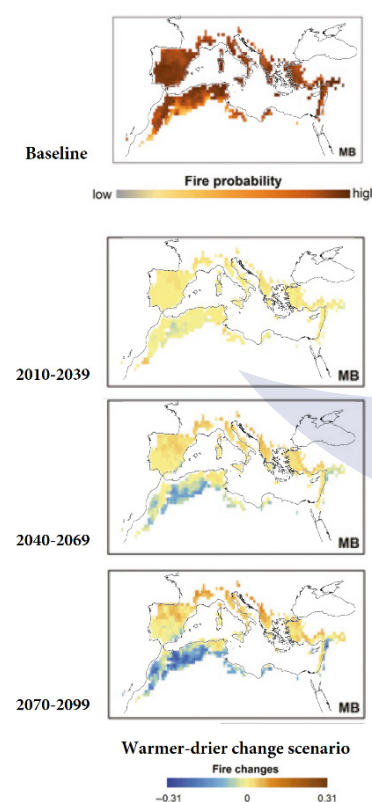 MB
Baseline
Fire probability
low high
MB
2010-2039
MB
2040-2069
MB
2070-2099
Warmer-drier change scenario
Fire changes
−0.31 0 0.31